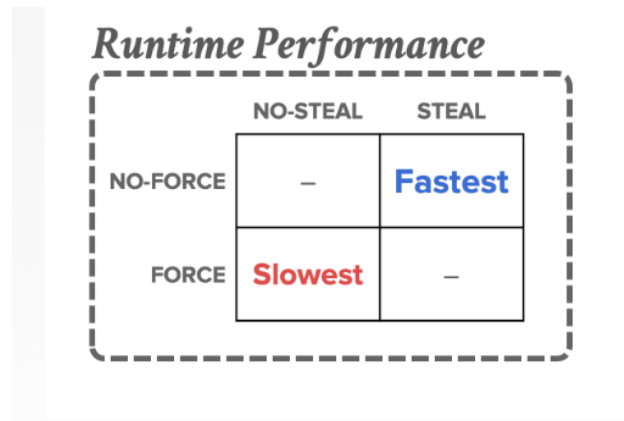 Runtime Performance
NO-STEAL STEAL
NO-FORCE – Fastest
FORCE Slowest –